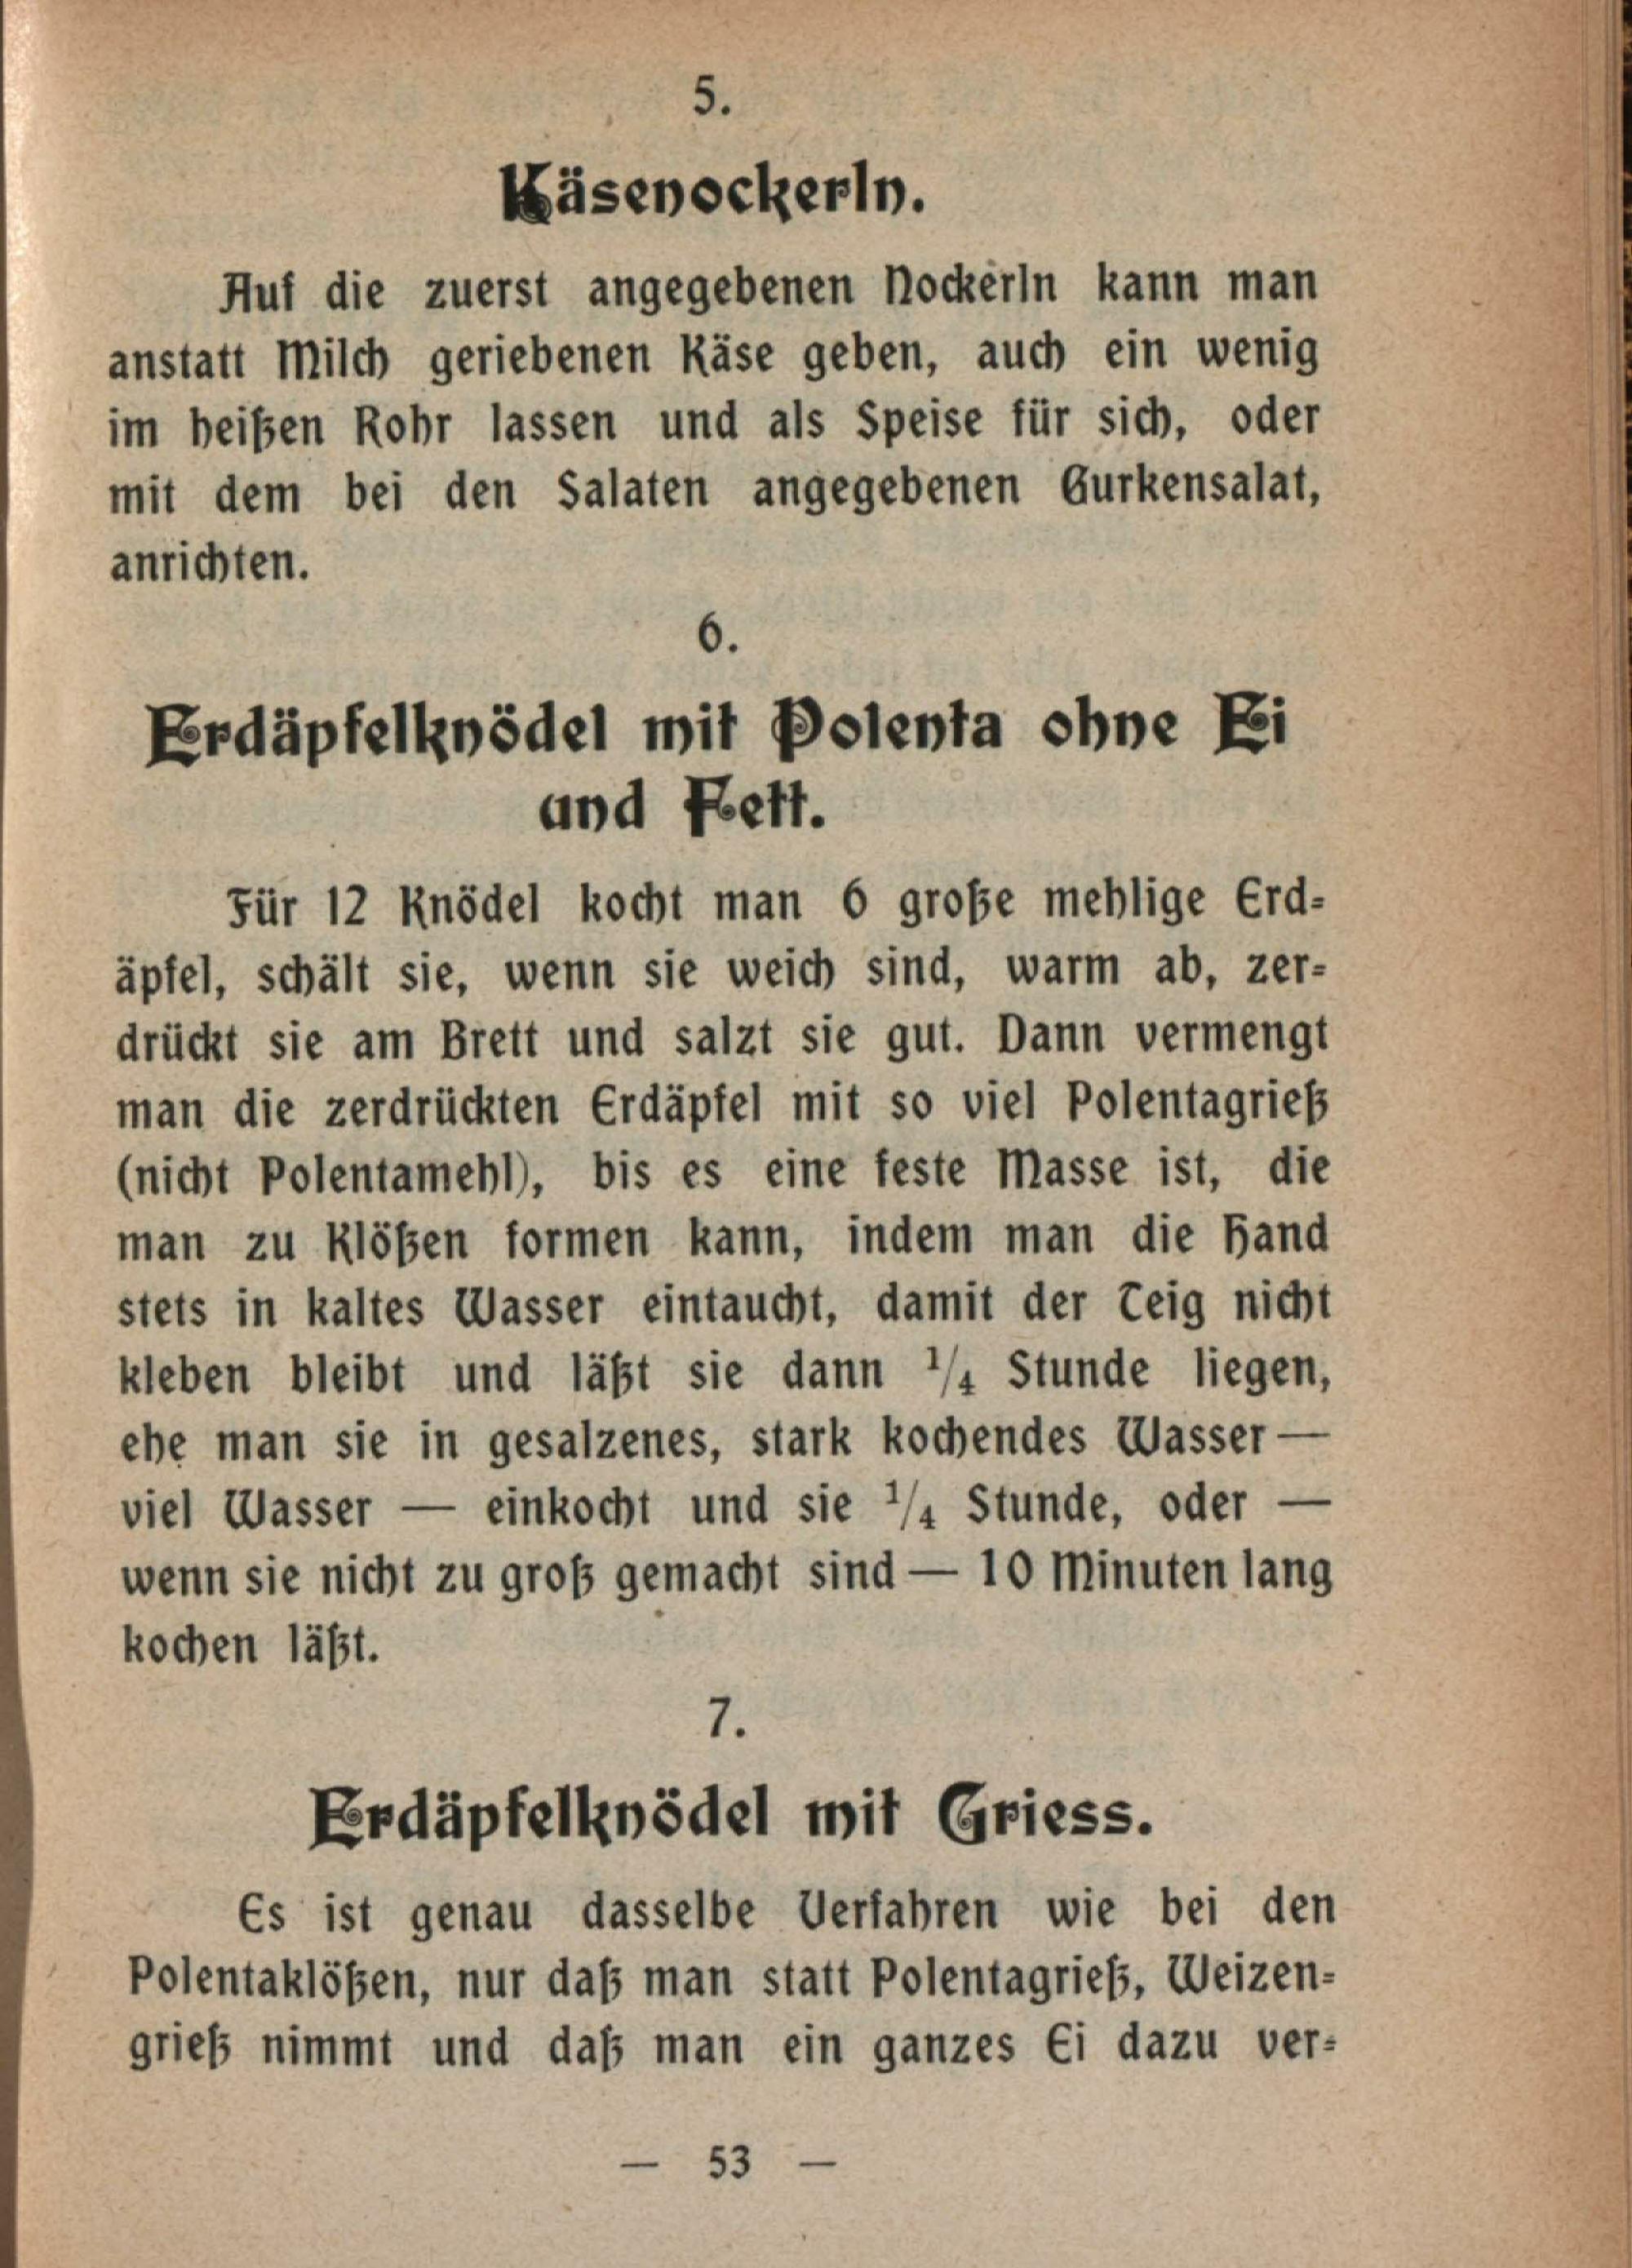 5.
Käsenockerln.
Auf die zuerst angegebenen Nockerln kann man
anstatt Milch geriebenen Käse geben, auch ein wenig
im heißen Rohr lassen und als Speise für sich, oder
mit dem bei den Salaten angegebenen Gurkensalat,
anrichten.
6.
Erdäpfelknödel mit Polenta ohne Ei
und Fett.
Für 12 Knödel kocht man 6 große mehlige Erd-
äpfel, schält sie, wenn sie weich sind, warm ab, zer-
drückt sie am Brett und salzt sie gut. Dann vermengt
man die zerdrückten Erdäpfel mit so viel Polentagrieß
(nicht Polentamehl), bis es eine feste Masse ist, die
man zu Klößen formen kann, indem man die Hand
stets in kaltes Wasser eintaucht, damit der Teig nicht
kleben bleibt und läßt sie dann 1/4 Stunde liegen,
ehe man sie in gesalzenes, stark kochendes Wasser —
viel Wasser — einkocht und sie 1/4 Stunde, oder —
wenn sie nicht zu groß gemacht sind — 10 Minuten lang
kochen läßt.
7.
Erdäpfelknödel mit Griess.
Es ist genau dasselbe Verfahren wie bei den
Polentaklößen, nur daß man statt Polentagrieß, Weizen-
grieß nimmt und daß man ein ganzes Ei dazu ver-
— 53 —